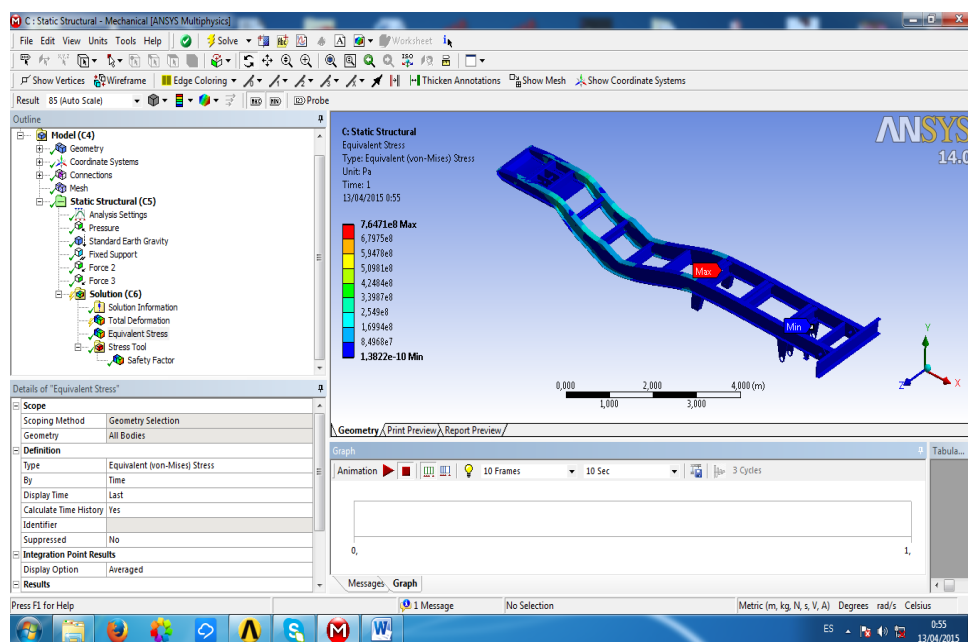 C : Static Structural - Mechanical [ANSYS Multiphysics]
File Edit View Units Tools Help Solve Worksheet
Show Vertices Wireframe Edge Coloring Thicken Annotations Show Mesh Show Coordinate Systems
Result 85 (Auto Scale) MAX MIN Probe
Outline
Model (C4)
Geometry
Coordinate Systems
Connections
Mesh
Static Structural (C5)
Analysis Settings
Pressure
Standard Earth Gravity
Fixed Support
Force 2
Force 3
Solution (C6)
Solution Information
Total Deformation
Equivalent Stress
Stress Tool
Safety Factor
C: Static Structural
Equivalent Stress
Type: Equivalent (von-Mises) Stress
Unit: Pa
Time: 1
13/04/2015 0:55
7,6471e8 Max
6,7975e8
5,9478e8
5,0981e8
4,2484e8
3,3987e8
2,549e8
1,6994e8
8,4968e7
1,3822e-10 Min
ANSYS
14.0
Max
Min
Y
Z X
0,000 2,000 4,000 (m)
1,000 3,000
Geometry Print Preview Report Preview
Details of "Equivalent Stress"
Scope
Scoping Method Geometry Selection
Geometry All Bodies
Definition
Type Equivalent (von-Mises) Stress
By Time
Display Time Last
Calculate Time History Yes
Identifier
Suppressed No
Integration Point Results
Display Option Averaged
Results
Graph
Tabula...
Animation 10 Frames 10 Sec 3 Cycles
0, 1,
Messages Graph
Press F1 for Help 1 Message No Selection Metric (m, kg, N, s, V, A) Degrees rad/s Celsius
ES 0:55
13/04/2015